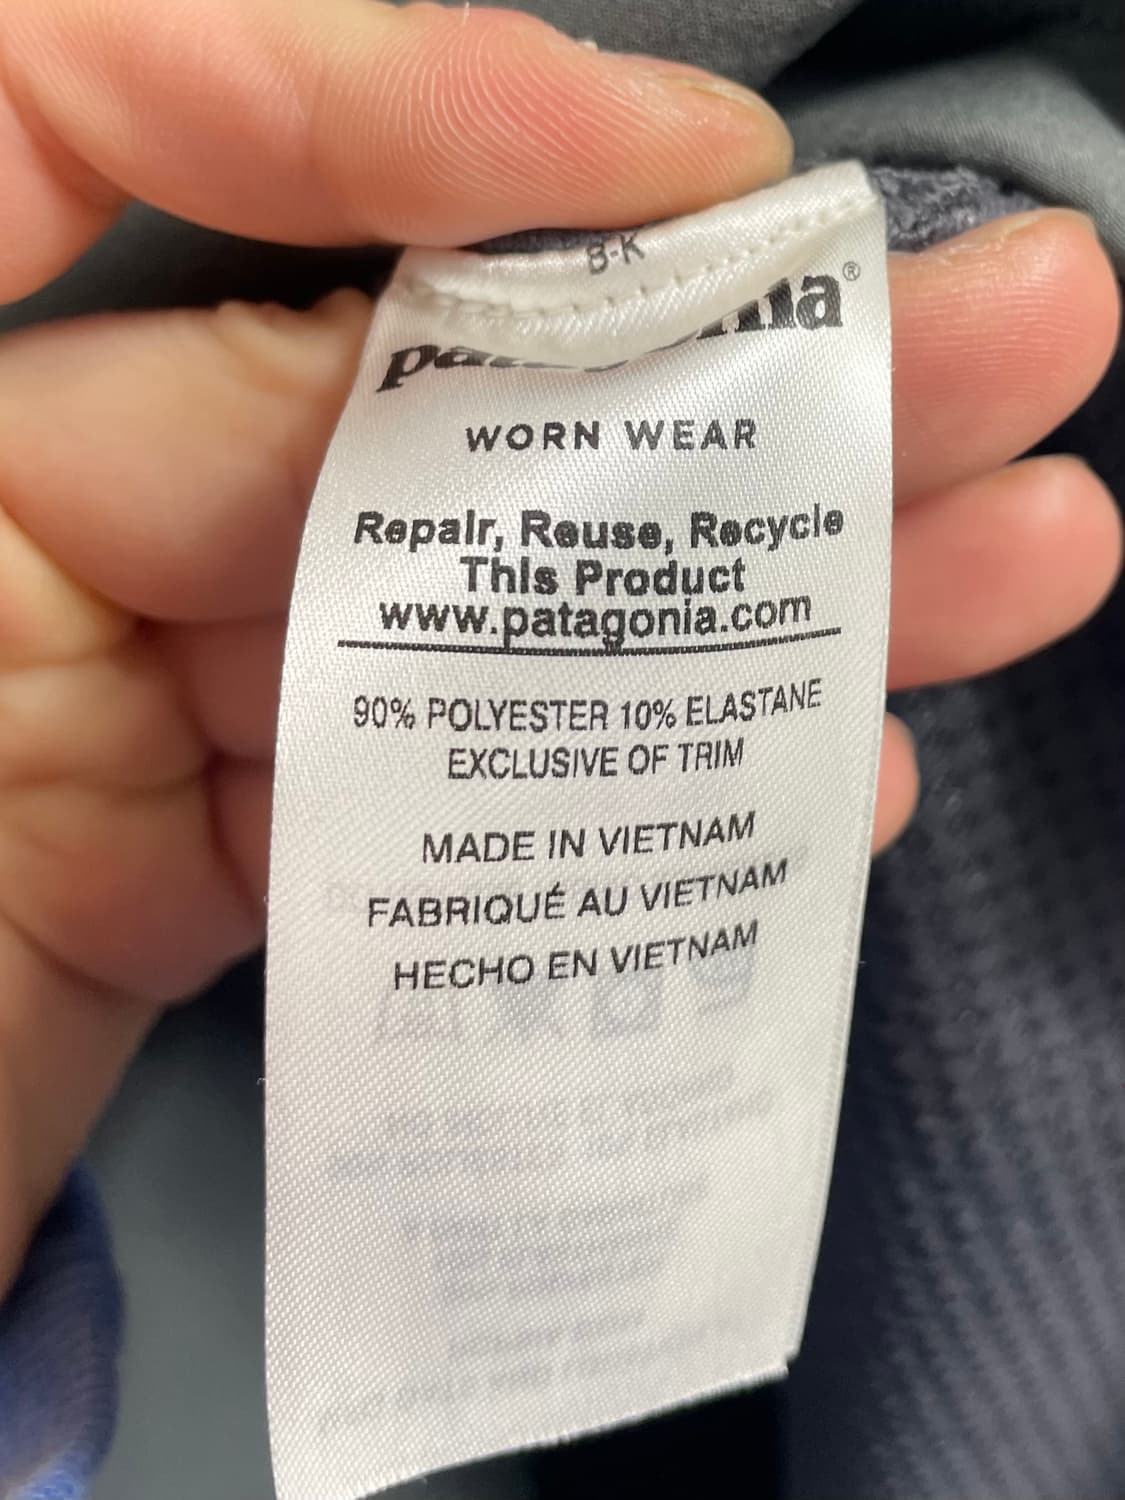 B-K
patagonia®
WORN WEAR
Repair, Reuse, Recycle
This Product
www.patagonia.com
90% POLYESTER 10% ELASTANE
EXCLUSIVE OF TRIM
MADE IN VIETNAM
FABRIQUÉ AU VIETNAM
HECHO EN VIETNAM